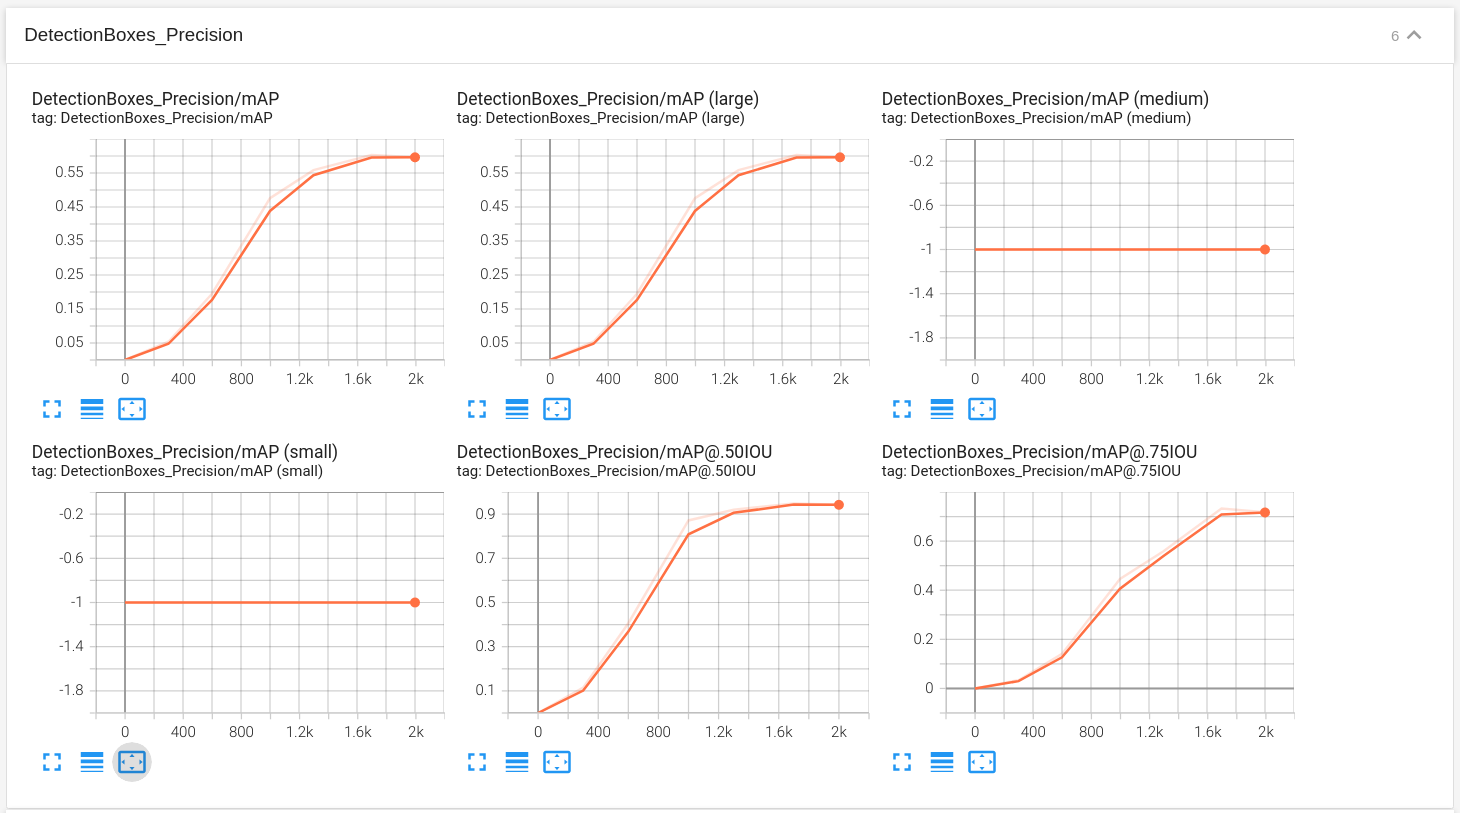 DetectionBoxes_Precision
6
DetectionBoxes_Precision/mAP
tag: DetectionBoxes_Precision/mAP
0.55
0.45
0.35
0.25
0.15
0.05
0 400 800 1.2k 1.6k 2k
DetectionBoxes_Precision/mAP (large)
tag: DetectionBoxes_Precision/mAP (large)
0.55
0.45
0.35
0.25
0.15
0.05
0 400 800 1.2k 1.6k 2k
DetectionBoxes_Precision/mAP (medium)
tag: DetectionBoxes_Precision/mAP (medium)
-0.2
-0.6
-1
-1.4
-1.8
0 400 800 1.2k 1.6k 2k
DetectionBoxes_Precision/mAP (small)
tag: DetectionBoxes_Precision/mAP (small)
-0.2
-0.6
-1
-1.4
-1.8
0 400 800 1.2k 1.6k 2k
DetectionBoxes_Precision/mAP@.50IOU
tag: DetectionBoxes_Precision/mAP@.50IOU
0.9
0.7
0.5
0.3
0.1
0 400 800 1.2k 1.6k 2k
DetectionBoxes_Precision/mAP@.75IOU
tag: DetectionBoxes_Precision/mAP@.75IOU
0.6
0.4
0.2
0
0 400 800 1.2k 1.6k 2k